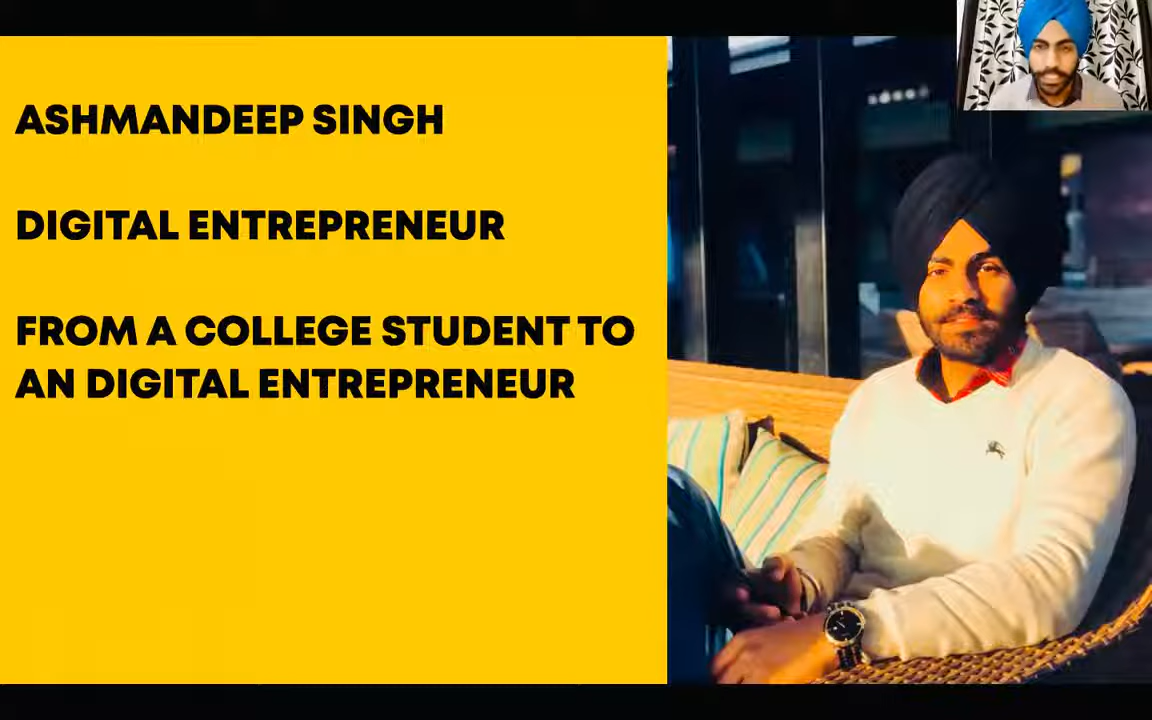 ASHMANDEEP SINGH
DIGITAL ENTREPRENEUR
FROM A COLLEGE STUDENT TO
AN DIGITAL ENTREPRENEUR